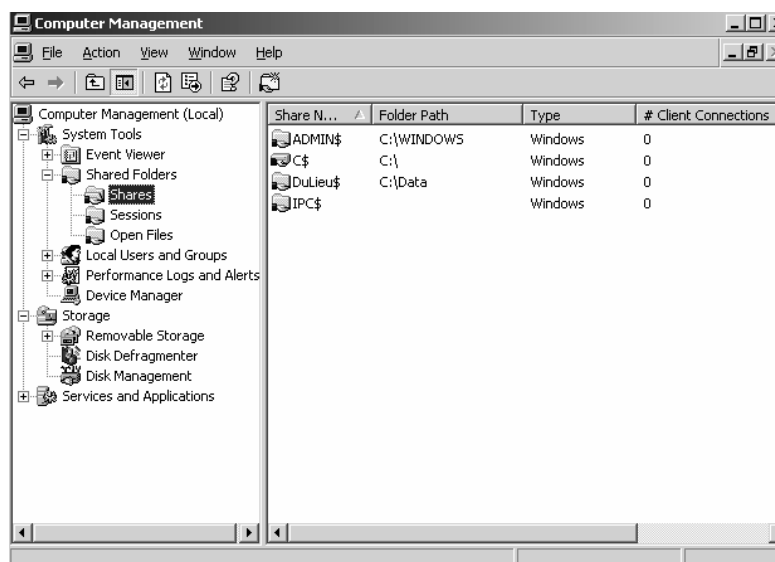 Computer Management
File Action View Window Help
Computer Management (Local)
System Tools
Event Viewer
Shared Folders
Shares
Sessions
Open Files
Local Users and Groups
Performance Logs and Alerts
Device Manager
Storage
Removable Storage
Disk Defragmenter
Disk Management
Services and Applications
Share N... Folder Path Type # Client Connections
ADMIN$ C:\WINDOWS Windows 0
C$ C:\ Windows 0
DuLieu$ C:\Data Windows 0
IPC$ Windows 0